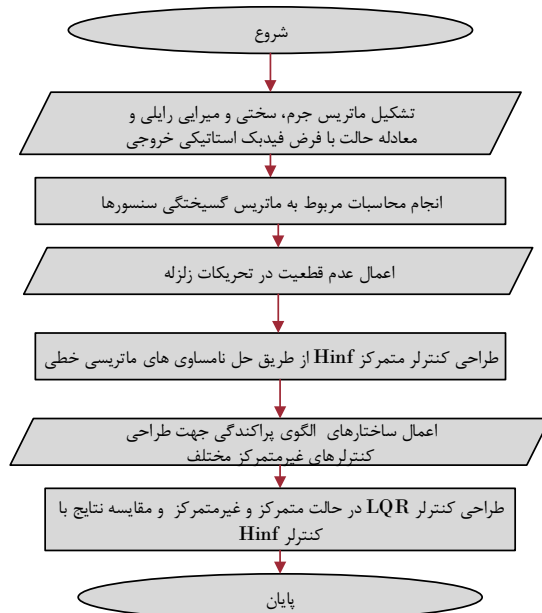 شروع
تشکیل ماتریس جرم، سختی و میرایی رایلی و
معادله حالت با فرض فیدبک استاتیکی خروجی
انجام محاسبات مربوط به ماتریس گسیختگی سنسورها
اعمال عدم قطعیت در تحریکات زلزله
طراحی کنترلر متمرکز Hinf از طریق حل نامساوی های ماتریسی خطی
اعمال ساختارهای الگوی پراکندگی جهت طراحی
کنترلرهای غیرمتمرکز مختلف
طراحی کنترلر LQR در حالت متمرکز و غیرمتمرکز و مقایسه نتایج با
کنترلر Hinf
پایان